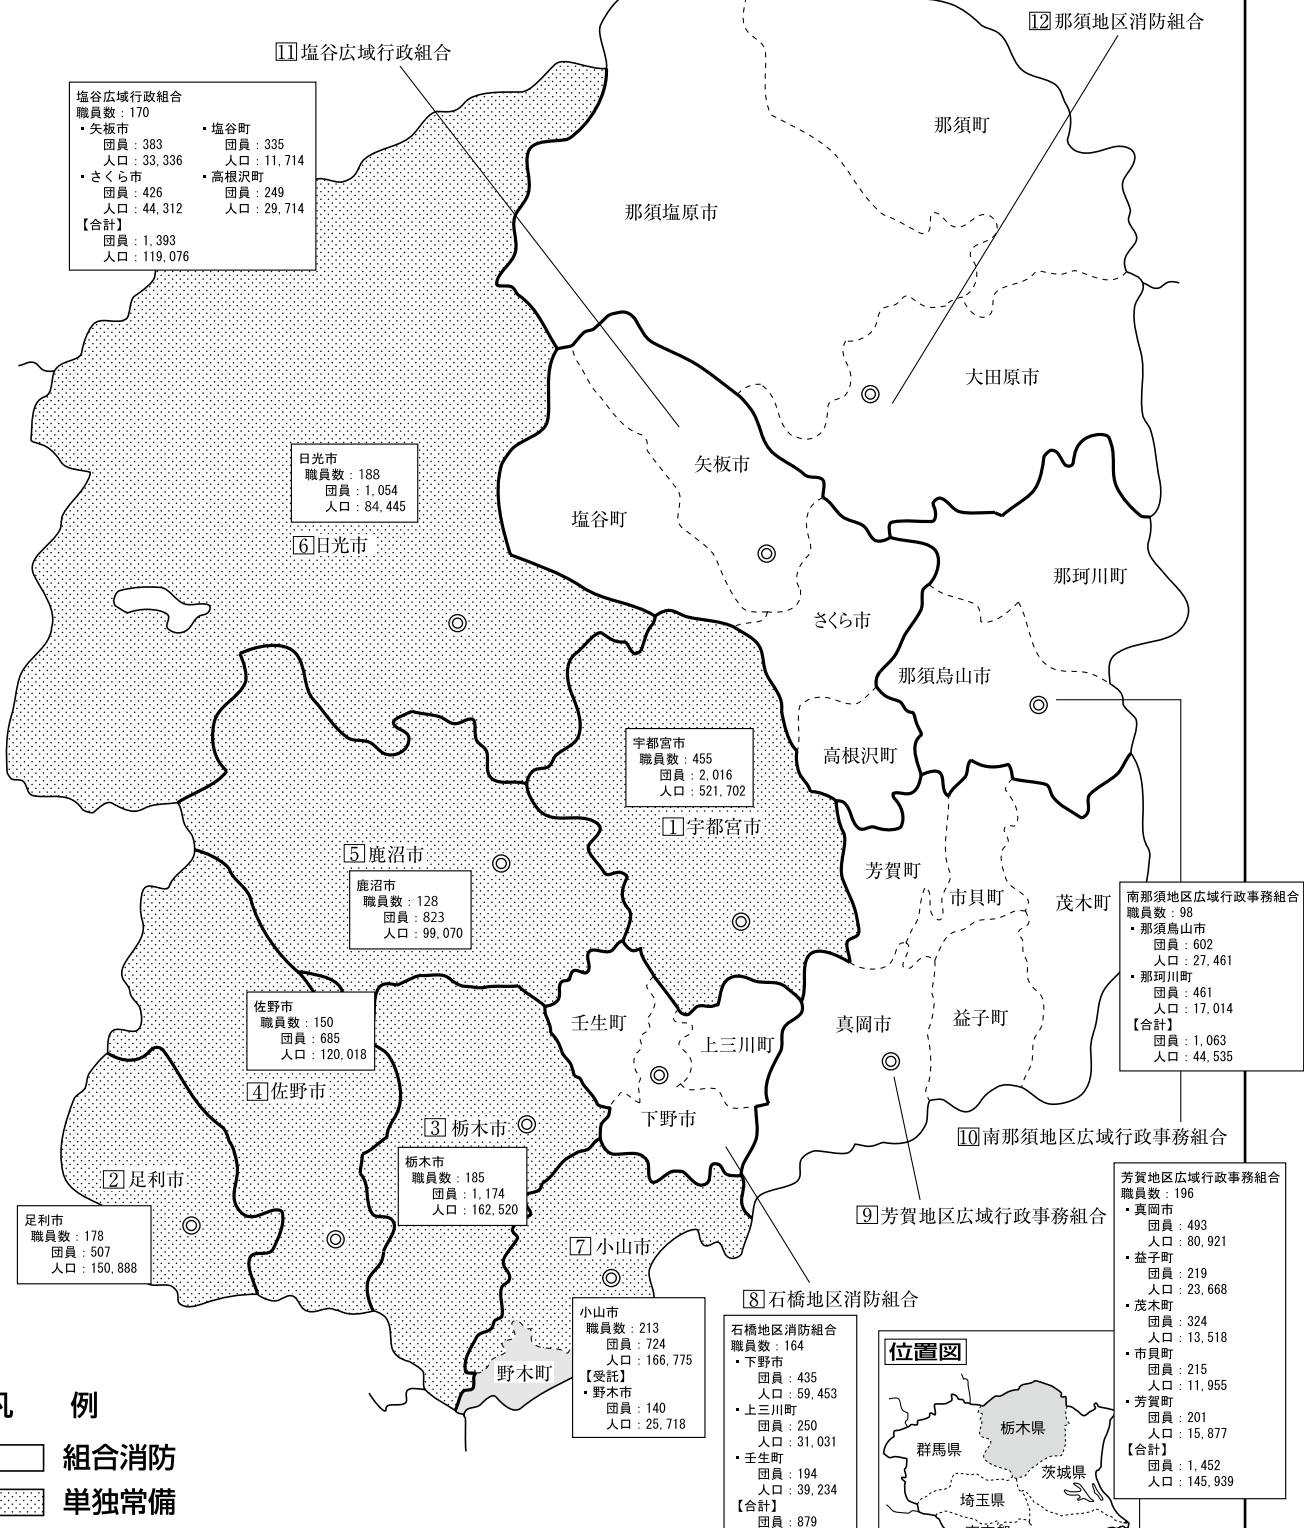 12 那須地区消防組合
11 塩谷広域行政組合
塩谷広域行政組合
職員数：170
・矢板市 ・塩谷町
団員：383 団員：335
人口：33,336 人口：11,714
・さくら市 ・高根沢町
団員：426 団員：249
人口：44,312 人口：29,714
【合計】
団員：1,393
人口：119,076
那須町
那須塩原市
大田原市
矢板市
塩谷町
日光市
職員数：188
団員：1,054
人口：84,445
6 日光市
那珂川町
さくら市
那須烏山市
高根沢町
宇都宮市
職員数：455
団員：2,016
人口：521,702
1 宇都宮市
5 鹿沼市
鹿沼市
職員数：128
団員：823
人口：99,070
芳賀町
市貝町
茂木町
南那須地区広域行政事務組合
職員数：98
・那須烏山市
団員：602
人口：27,461
・那珂川町
団員：461
人口：17,014
【合計】
団員：1,063
人口：44,535
佐野市
職員数：150
団員：685
人口：120,018
4 佐野市
壬生町
上三川町
真岡市
益子町
下野市
3 栃木市
栃木市
職員数：185
団員：1,174
人口：162,520
10 南那須地区広域行政事務組合
2 足利市
足利市
職員数：178
団員：507
人口：150,888
9 芳賀地区広域行政事務組合
芳賀地区広域行政事務組合
職員数：196
・真岡市
団員：493
人口：80,921
・益子町
団員：219
人口：23,668
・茂木町
団員：324
人口：13,518
・市貝町
団員：215
人口：11,955
・芳賀町
団員：201
人口：15,877
【合計】
団員：1,452
人口：145,939
7 小山市
小山市
職員数：213
団員：724
人口：166,775
【受託】
・野木市
団員：140
人口：25,718
野木町
8 石橋地区消防組合
石橋地区消防組合
職員数：164
・下野市
団員：435
人口：59,453
・上三川町
団員：250
人口：31,031
・壬生町
団員：194
人口：39,234
【合計】
団員：879
位置図
栃木県
群馬県
茨城県
埼玉県
凡 例
組合消防
単独常備